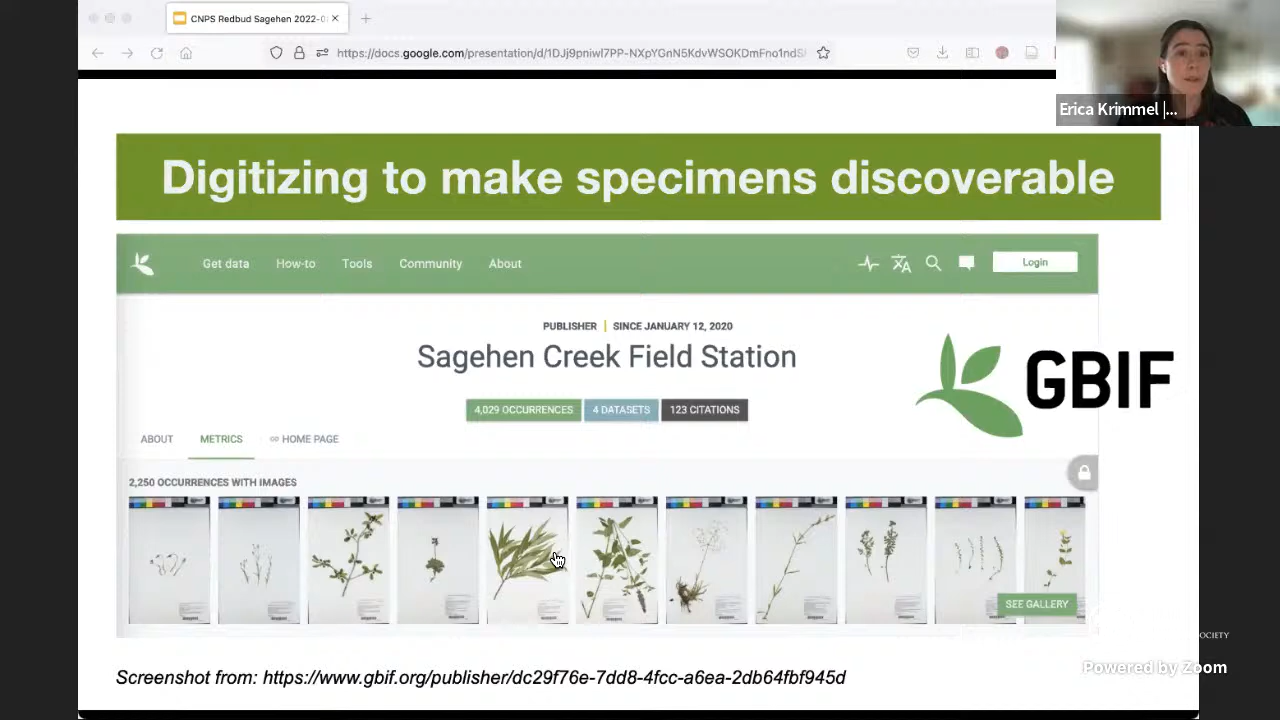 CNPS Redbud Sagehen 2022-0
https://docs.google.com/presentation/d/1DJj9pniwI7PP-NXpYGnN5KdvWSOKDmFno1ndS
Erica Krimmel |...
Digitizing to make specimens discoverable
Get data How-to Tools Community About Login
PUBLISHER | SINCE JANUARY 12, 2020
Sagehen Creek Field Station
GBIF
4,029 OCCURRENCES 4 DATASETS 123 CITATIONS
ABOUT METRICS HOME PAGE
2,250 OCCURRENCES WITH IMAGES
SEE GALLERY
OCIETY
Powered by Zoom
Screenshot from: https://www.gbif.org/publisher/dc29f76e-7dd8-4fcc-a6ea-2db64fbf945d